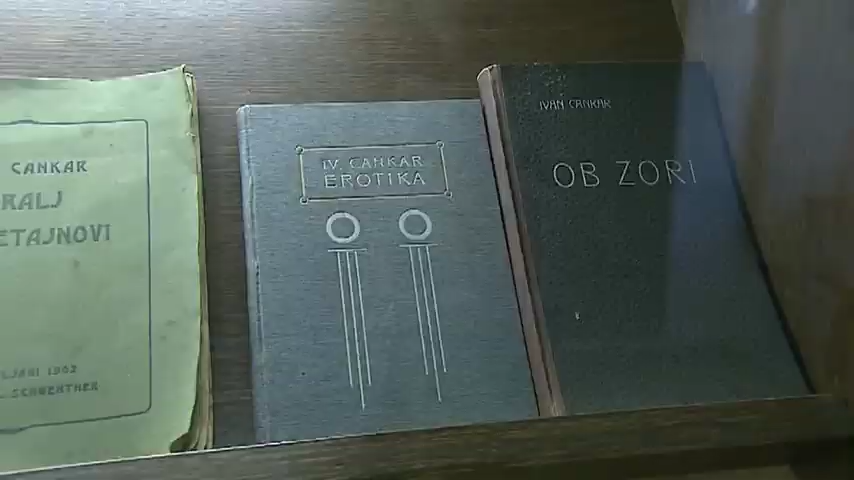 CANKAR
RALJ
ETAJNOVI
LJANI 1902
SCHWENTNER
IV. CANKAR
EROTIKA
IVAN CANKAR
OB ZORI